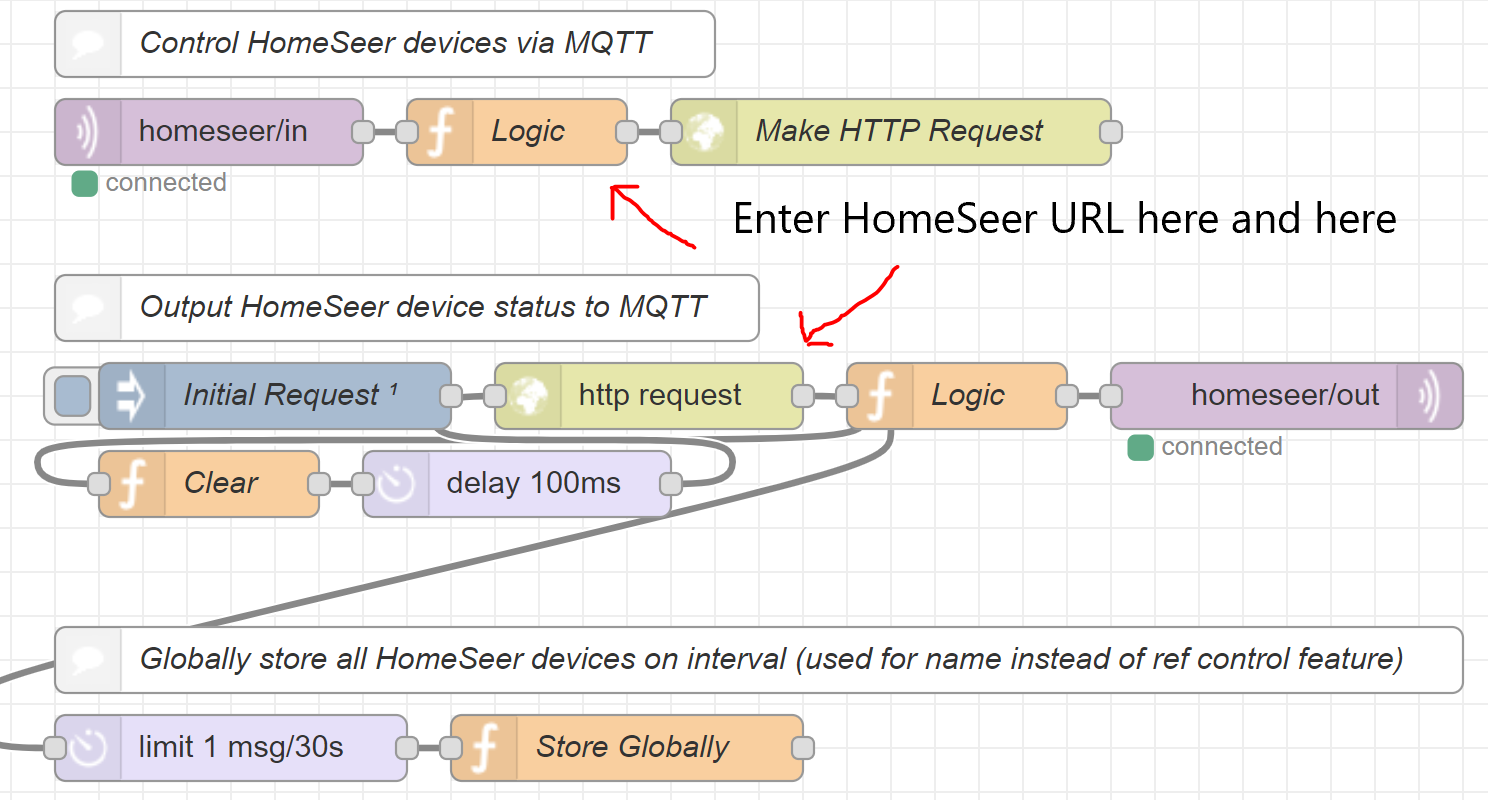 Control HomeSeer devices via MQTT
homeseer/in
Logic
Make HTTP Request
connected
Enter HomeSeer URL here and here
Output HomeSeer device status to MQTT
Initial Request ¹
http request
Logic
homeseer/out
connected
Clear
delay 100ms
Globally store all HomeSeer devices on interval (used for name instead of ref control feature)
limit 1 msg/30s
Store Globally